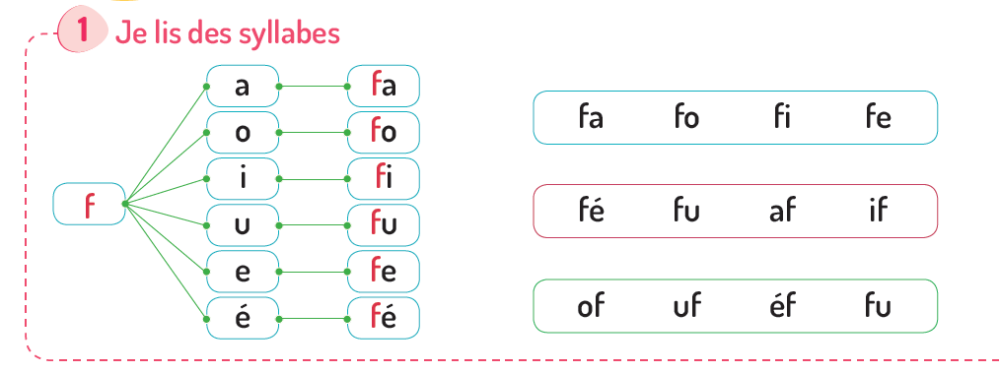 1 Je lis des syllabes
f
a fa
o fo
i fi
u fu
e fe
é fé
fa fo fi fe
fé fu af if
of uf éf fu